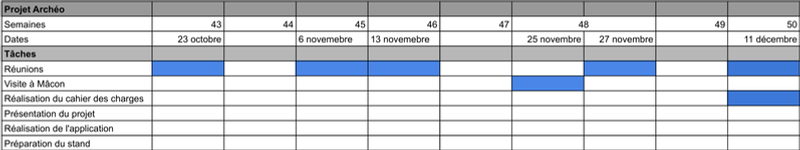 Projet Archéo
Semaines 43 44 45 46 47 48 49 50
Dates 23 octobre 6 novemebre 13 novemebre 25 novembre 27 novembre 11 décembre
Tâches
Réunions
Visite à Mâcon
Réalisation du cahier des charges
Présentation du projet
Réalisation de l'application
Préparation du stand